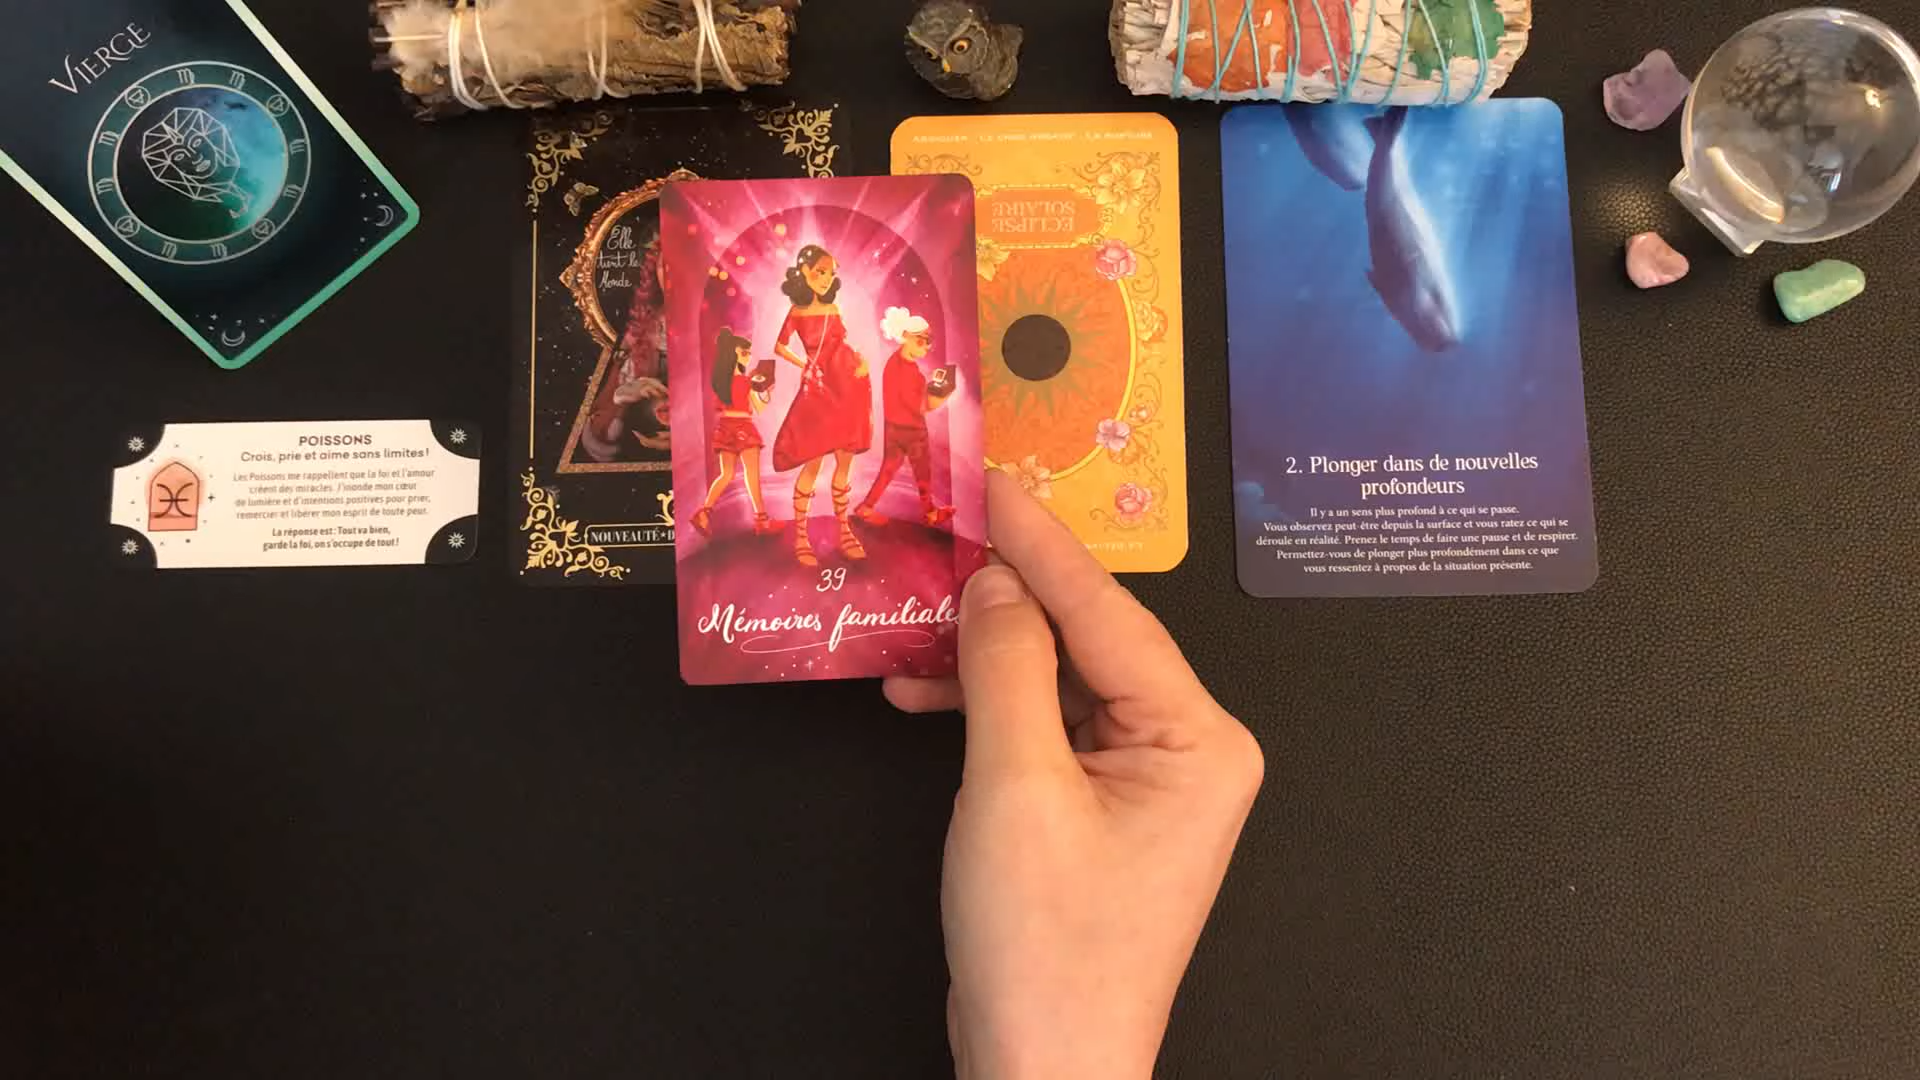 VIERGE
POISSONS
Crois, prie et aime sans limites !
Les Poissons me rappellent que la foi et l'amour
créent des miracles. J'inonde mon cœur
de lumière et d'intentions positives pour prier,
remercier et libérer mon esprit de toute peur.
La réponse est : Tout va bien,
garde la foi, on s'occupe de tout !
Elle
tient le
Monde
NOUVEAUTÉ
39
Mémoires familiales
ECLIPSE
SOLAIRE
2. Plonger dans de nouvelles
profondeurs
Il y a un sens plus profond à ce qui se passe.
Vous observez peut-être depuis la surface et vous ratez ce qui se
déroule en réalité. Prenez le temps de faire une pause et de respirer.
Permettez-vous de plonger plus profondément dans ce que
vous ressentez à propos de la situation présente.